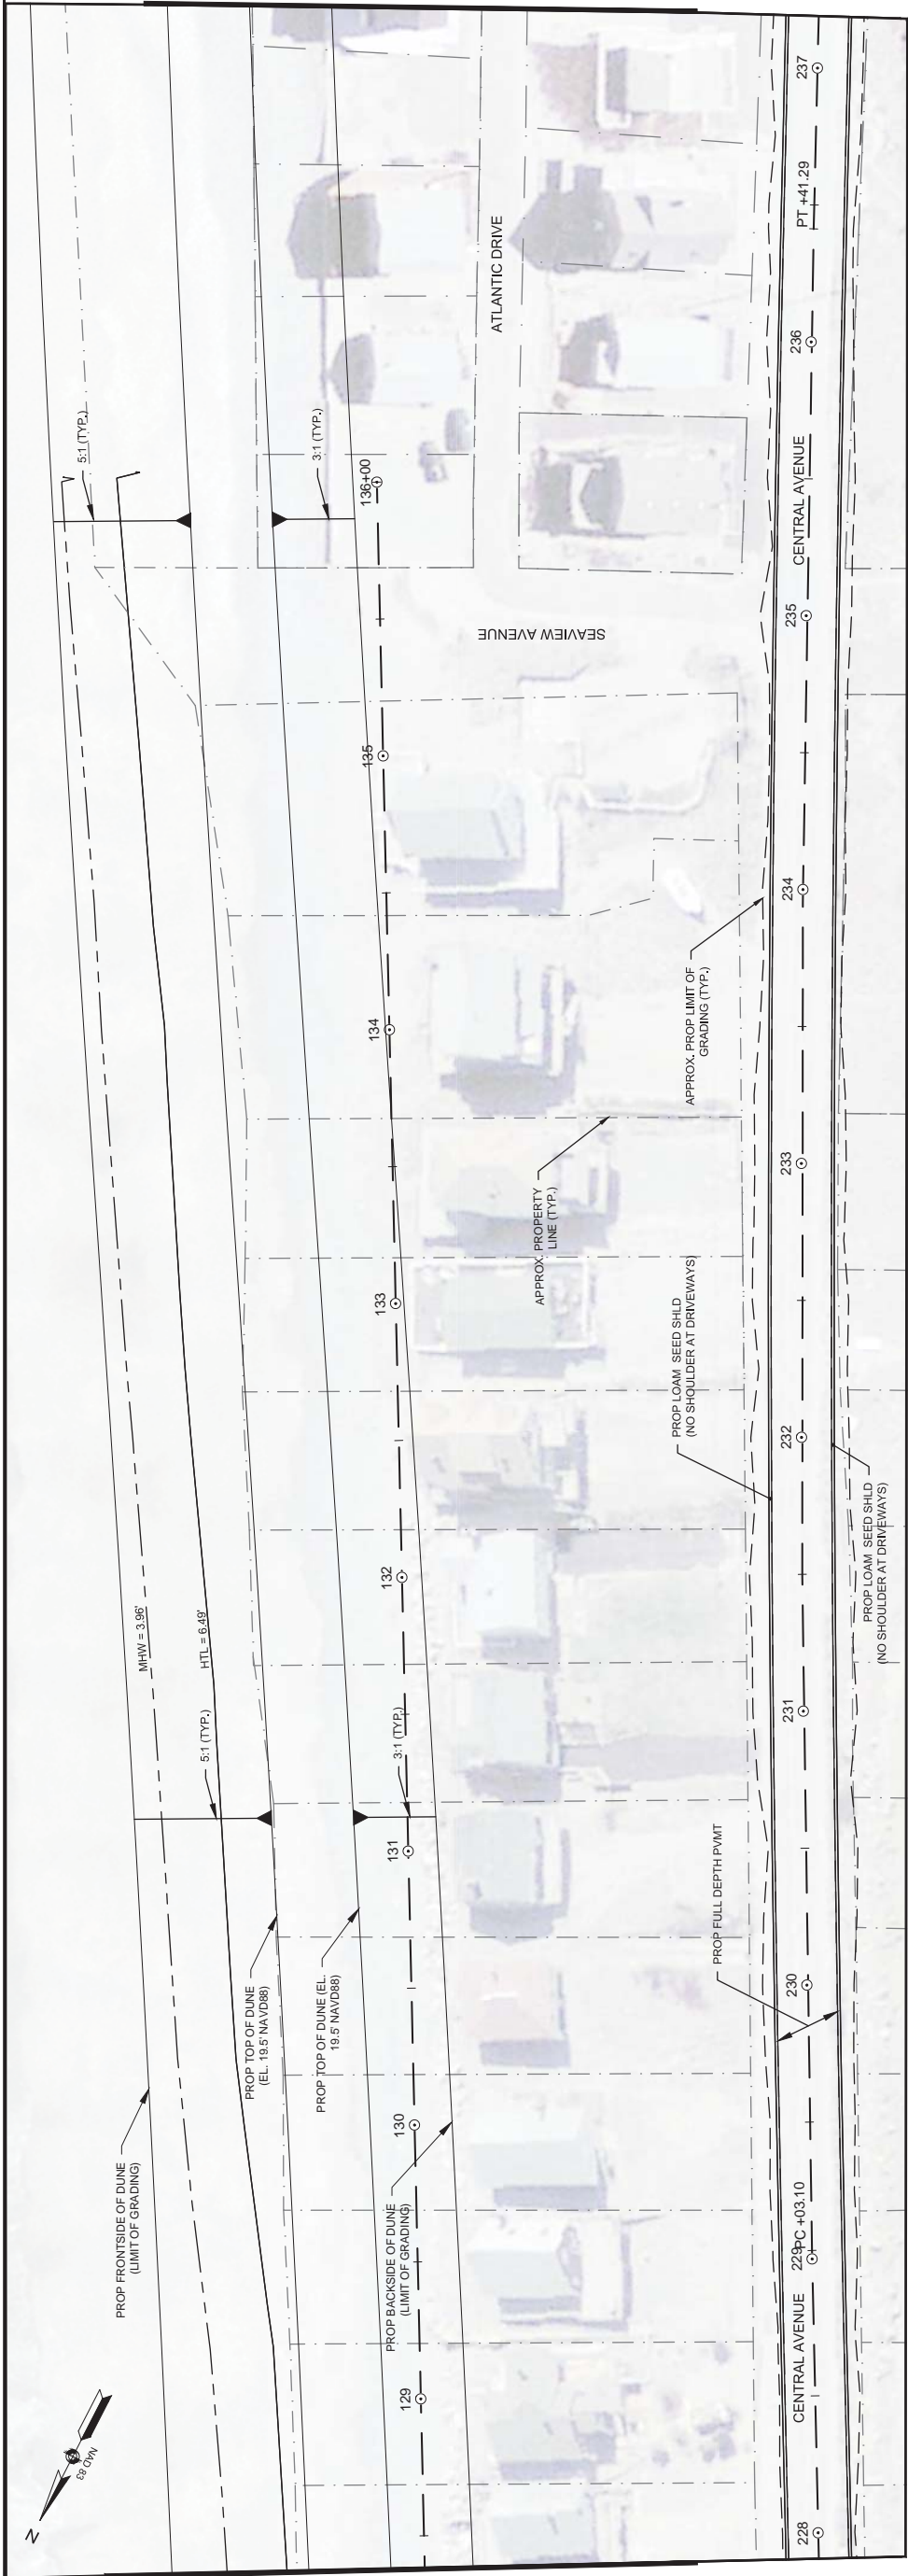 N
NAD 83
PROP FRONTSIDE OF DUNE
(LIMIT OF GRADING)
MHW = 3.96'
HTL = 6.49'
5:1 (TYP.)
5:1 (TYP.)
PROP TOP OF DUNE
(EL. 19.5' NAVD88)
PROP TOP OF DUNE (EL.
19.5' NAVD88)
3:1 (TYP.)
3:1 (TYP.)
PROP BACKSIDE OF DUNE
(LIMIT OF GRADING)
129
130
131
132
133
134
135
136+00
SEAVIEW AVENUE
ATLANTIC DRIVE
APPROX. PROPERTY
LINE (TYP.)
APPROX. PROP LIMIT OF
GRADING (TYP.)
PROP LOAM SEED SHLD
(NO SHOULDER AT DRIVEWAYS)
PROP FULL DEPTH PVMT
CENTRAL AVENUE
228
229
PC +03.10
230
231
232
233
234
235
CENTRAL AVENUE
236
PT +41.29
237
PROP LOAM SEED SHLD
(NO SHOULDER AT DRIVEWAYS)